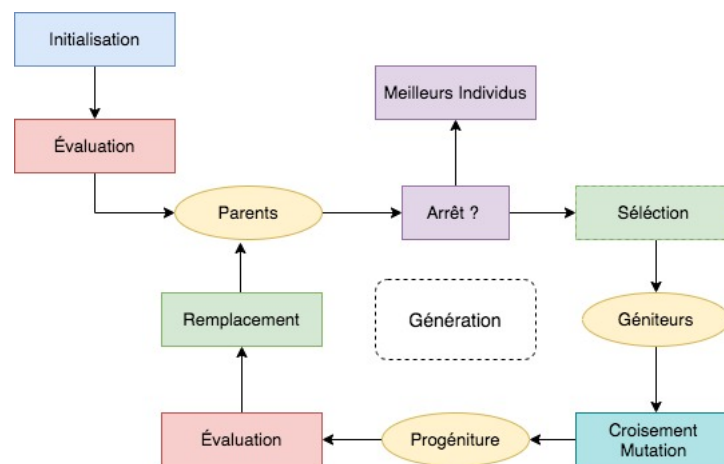 Initialisation
Meilleurs Individus
Évaluation
Parents
Arrêt ?
Séléction
Remplacement
Génération
Géniteurs
Évaluation
Progéniture
Croisement
Mutation